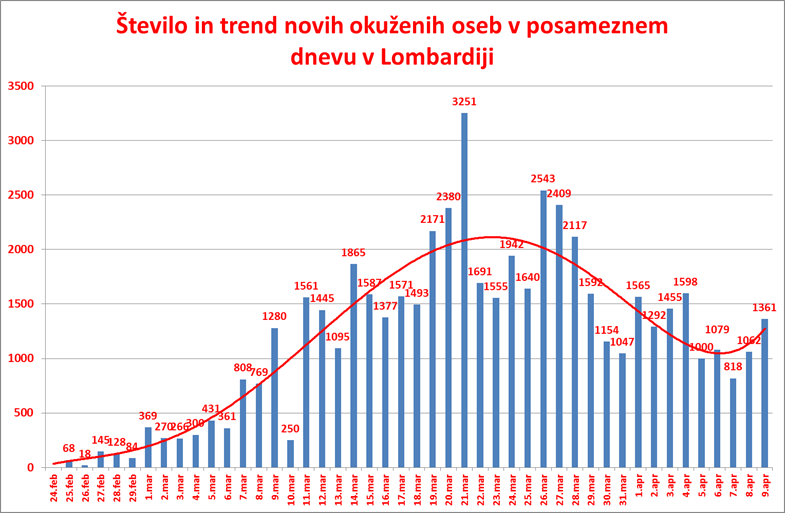 Število in trend novih okuženih oseb v posameznem
dnevu v Lombardiji
3500
3000
2500
2000
1500
1000
500
0
68
18
145
128
84
369
270
266
300
431
361
808
769
1280
250
1561
1445
1095
1865
1587
1377
1571
1493
2171
2380
3251
1691
1555
1942
1640
2543
2409
2117
1592
1154
1047
1565
1292
1455
1598
1000
1079
818
1062
1361
24.feb
25.feb
26.feb
27.feb
28.feb
29.feb
1.mar
2.mar
3.mar
4.mar
5.mar
6.mar
7.mar
8.mar
9.mar
10.mar
11.mar
12.mar
13.mar
14.mar
15.mar
16.mar
17.mar
18.mar
19.mar
20.mar
21.mar
22.mar
23.mar
24.mar
25.mar
26.mar
27.mar
28.mar
29.mar
30.mar
31.mar
1.apr
2.apr
3.apr
4.apr
5.apr
6.apr
7.apr
8.apr
9.apr